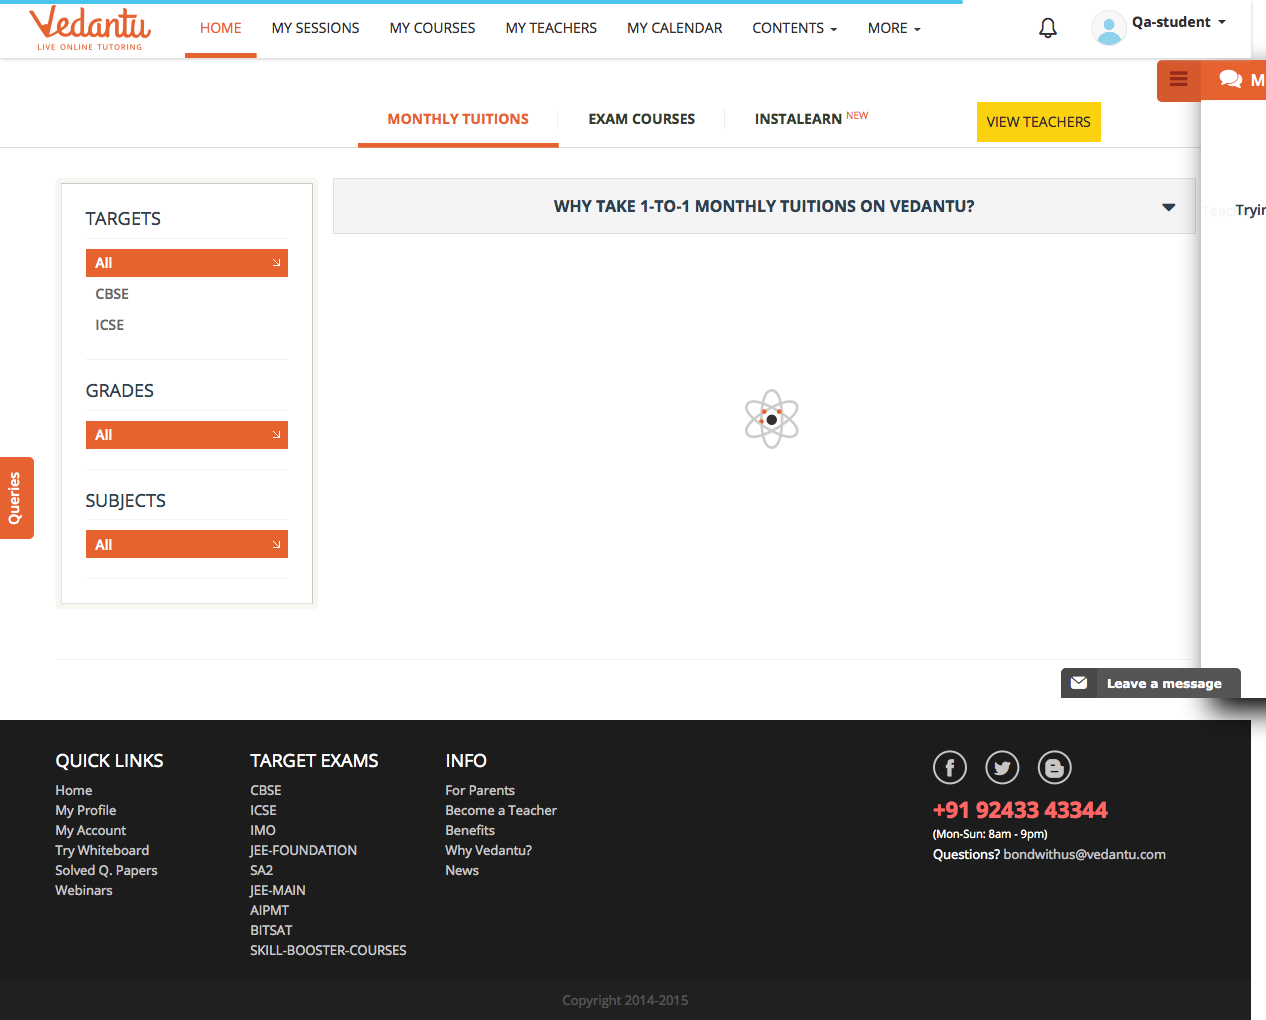 Vedantu
LIVE ONLINE TUTORING
HOME
MY SESSIONS
MY COURSES
MY TEACHERS
MY CALENDAR
CONTENTS
MORE
Qa-student
M
MONTHLY TUITIONS
EXAM COURSES
INSTALEARN NEW
VIEW TEACHERS
TARGETS
All
CBSE
ICSE
GRADES
All
SUBJECTS
All
WHY TAKE 1-TO-1 MONTHLY TUITIONS ON VEDANTU?
Queries
Leave a message
QUICK LINKS
Home
My Profile
My Account
Try Whiteboard
Solved Q. Papers
Webinars
TARGET EXAMS
CBSE
ICSE
IMO
JEE-FOUNDATION
SA2
JEE-MAIN
AIPMT
BITSAT
SKILL-BOOSTER-COURSES
INFO
For Parents
Become a Teacher
Benefits
Why Vedantu?
News
+91 92433 43344
(Mon-Sun: 8am - 9pm)
Questions? bondwithus@vedantu.com
Copyright 2014-2015